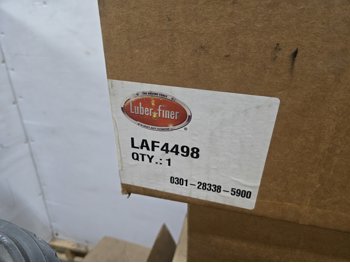 Luber-finer
LAF4498
QTY.: 1
0301-28338-5900